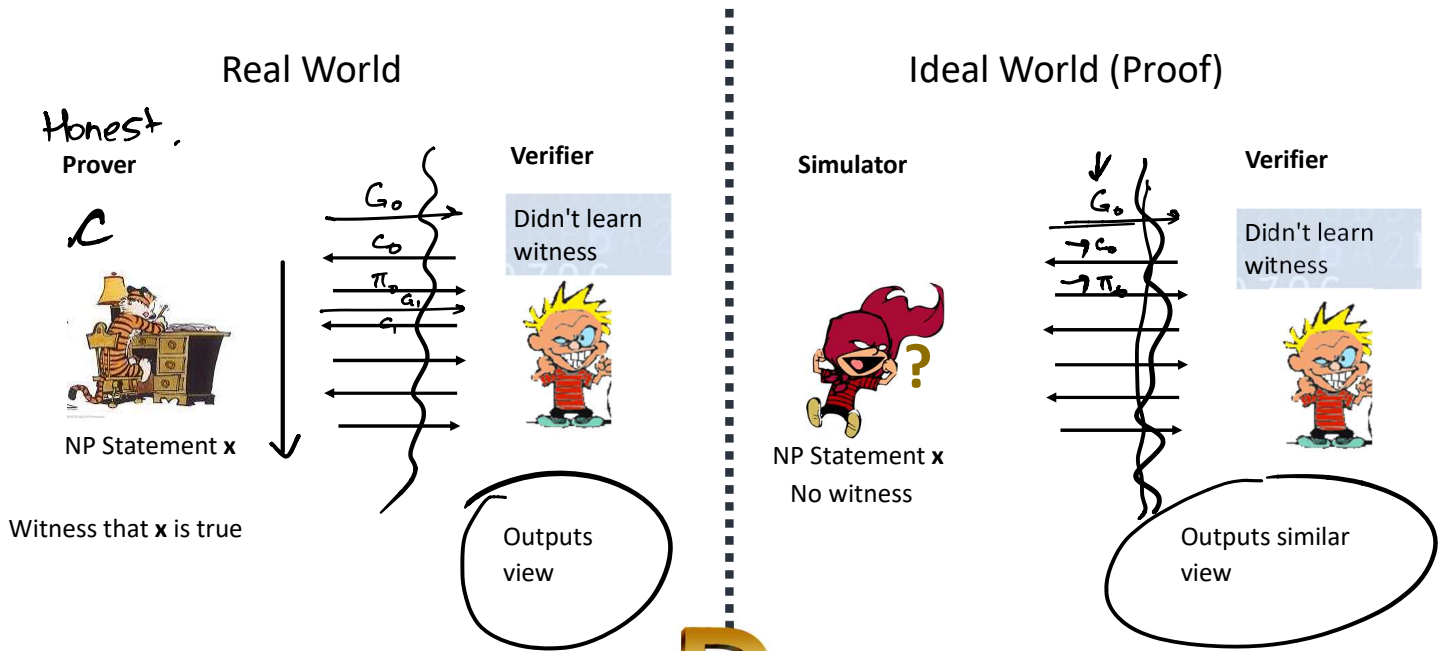 Real World
Honest.
Prover
Verifier
G₀
Didn't learn
witness
C₀
π₀
G₁
C₁
NP Statement x
Witness that x is true
Outputs
view
Ideal World (Proof)
Simulator
Verifier
G₀
Didn't learn
witness
C₀
π₀
?
NP Statement x
No witness
Outputs similar
view